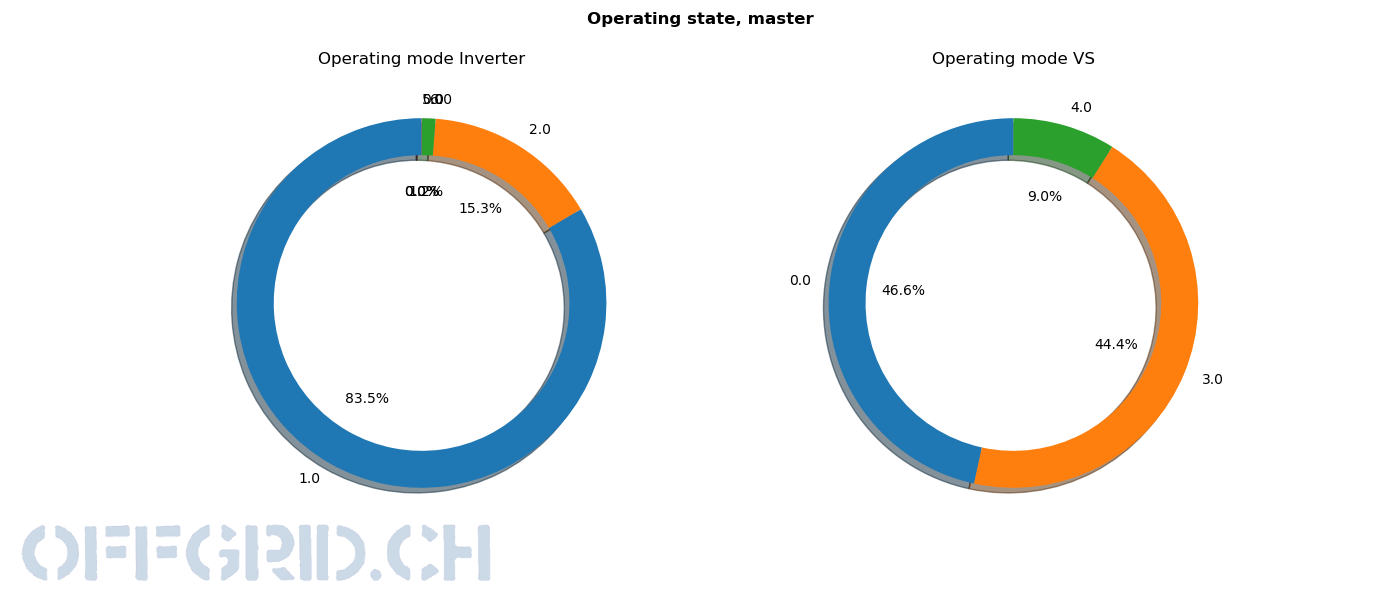 Operating state, master
Operating mode Inverter
Operating mode VS
2.0
15.3%
83.5%
1.0
4.0
9.0%
0.0
46.6%
44.4%
3.0
OFFGRID.CH